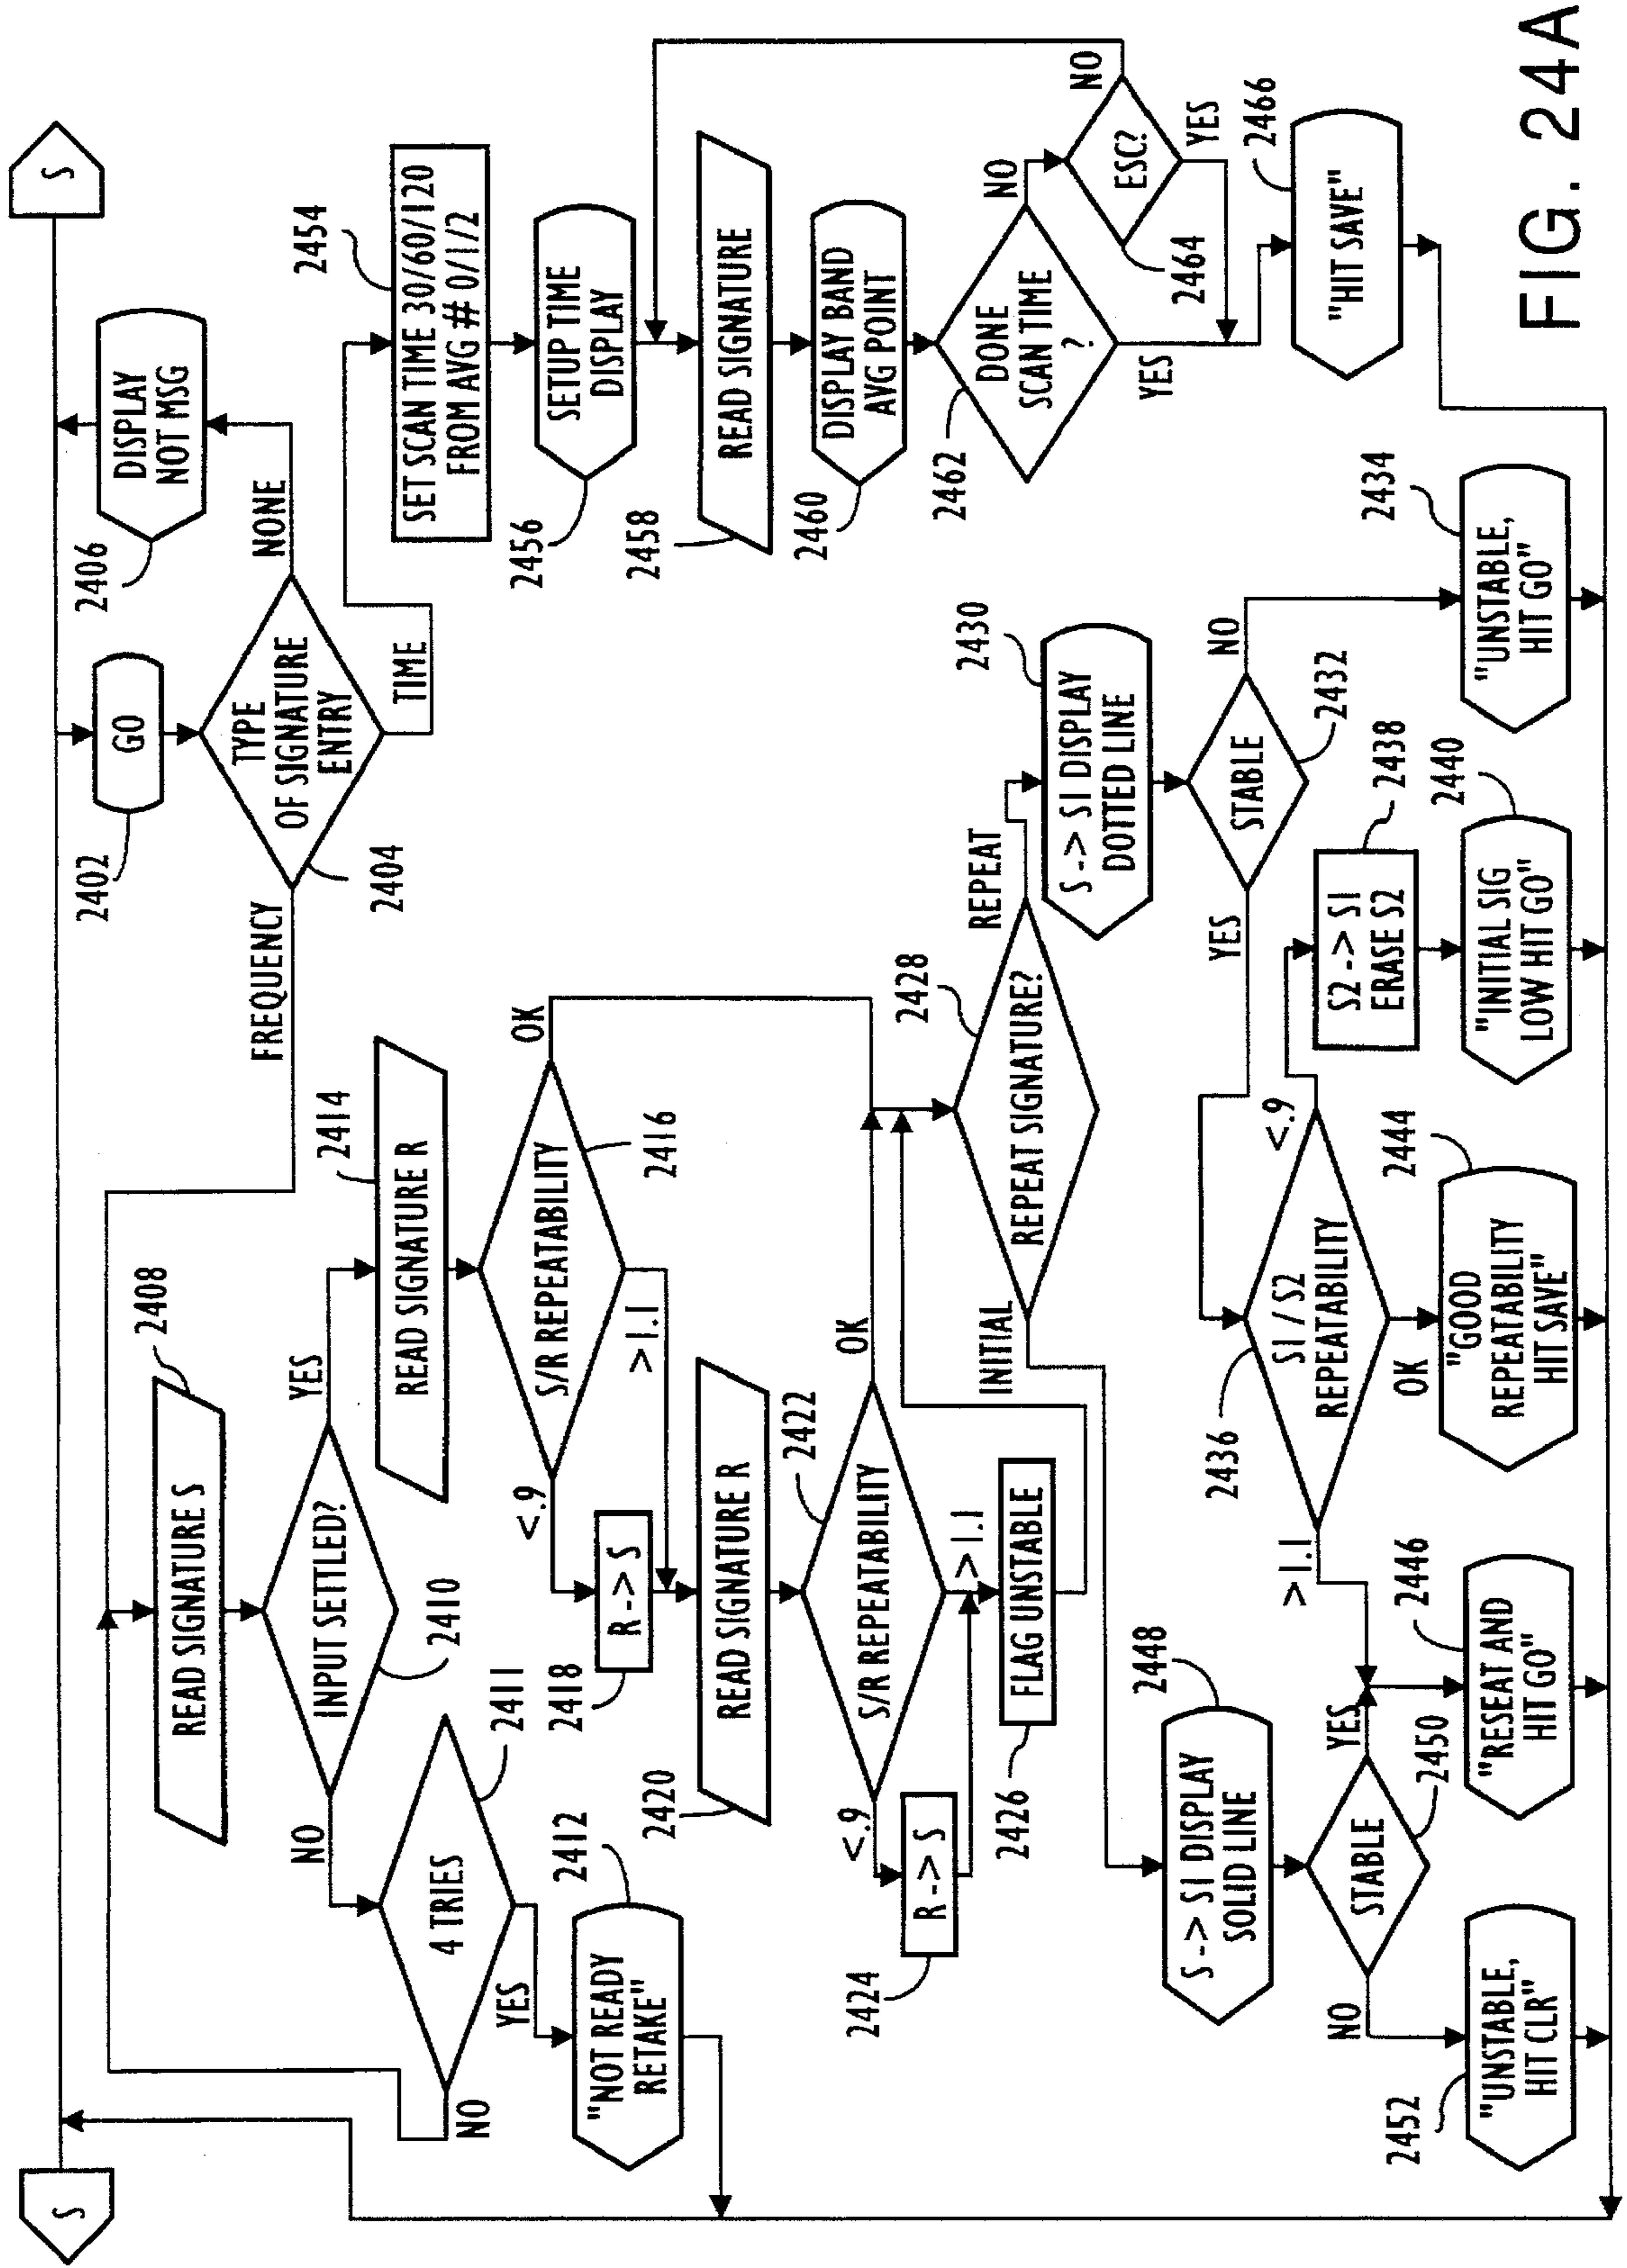 S
S
2402
GO
2406
DISPLAY
NOT MSG
2404
TYPE
OF SIGNATURE
ENTRY
FREQUENCY
NONE
TIME
2408
READ SIGNATURE S
2410
INPUT SETTLED?
YES
NO
2411
4 TRIES
NO
YES
2412
"NOT READY
RETAKE"
2414
READ SIGNATURE R
2416
S/R REPEATABILITY
OK
<.9
>1.1
2418
R -> S
2420
READ SIGNATURE R
2422
S/R REPEATABILITY
OK
<.9
>1.1
2424
R -> S
2426
FLAG UNSTABLE
2428
REPEAT SIGNATURE?
INITIAL
REPEAT
2430
S -> S1 DISPLAY
DOTTED LINE
2432
STABLE
YES
NO
2434
"UNSTABLE,
HIT GO"
2436
S1 / S2
REPEATABILITY
>1.1
OK
<.9
2438
S2 -> S1
ERASE S2
2440
"INITIAL SIG
LOW HIT GO"
2444
"GOOD
REPEATABILITY
HIT SAVE"
2446
"RESEAT AND
HIT GO"
2448
S -> S1 DISPLAY
SOLID LINE
2450
STABLE
YES
NO
2452
"UNSTABLE,
HIT CLR"
2454
SET SCAN TIME 30/60/120
FROM AVG # 0/1/2
2456
SETUP TIME
DISPLAY
2458
READ SIGNATURE
2460
DISPLAY BAND
AVG POINT
2462
DONE
SCAN TIME
?
NO
YES
2464
ESC?
NO
YES
2466
"HIT SAVE"
FIG. 24A